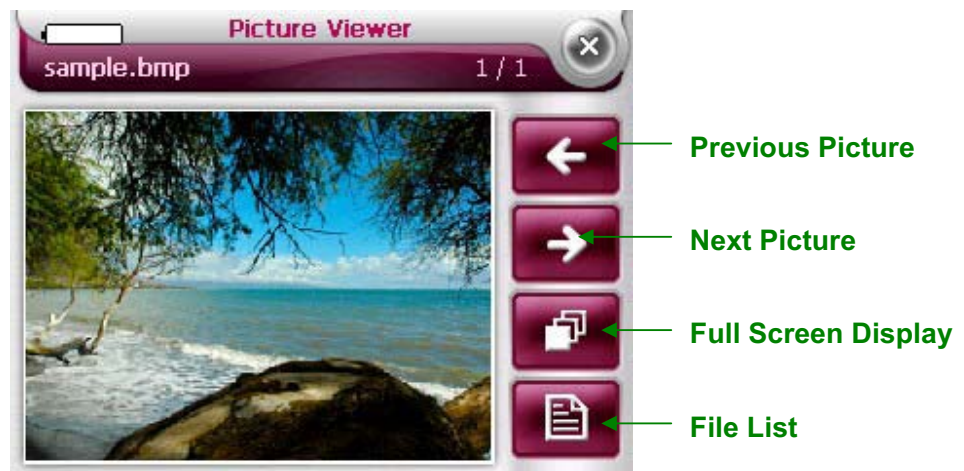 Picture Viewer
sample.bmp 1 / 1
Previous Picture
Next Picture
Full Screen Display
File List